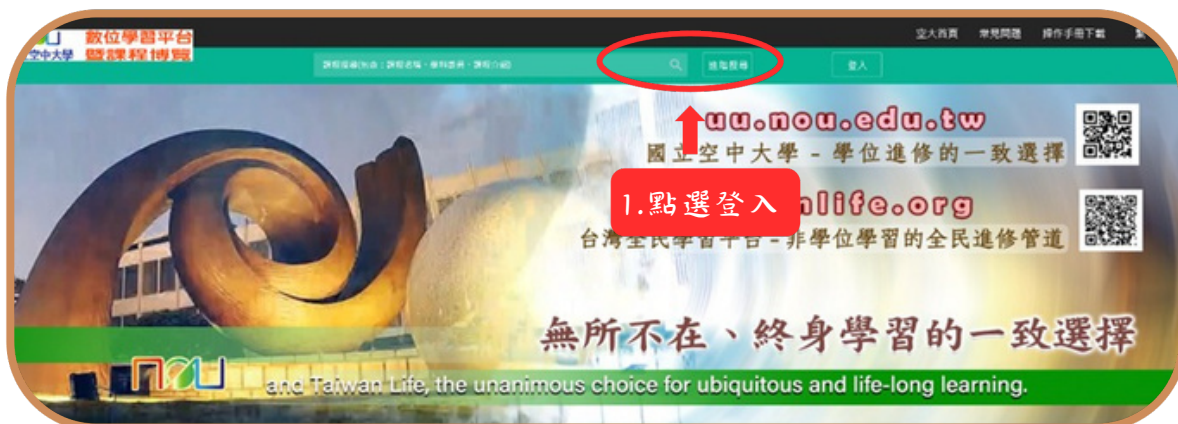 數位學習平台
空中大學 暨課程博覽
空大首頁 常見問題 操作手冊下載
進階搜尋
登入
uu.nou.edu.tw
國立空中大學 - 學位進修的一致選擇
1.點選登入
nlife.org
台灣全民學習平台 - 非學位學習的全民進修管道
無所不在、終身學習的一致選擇
nou
and Taiwan Life, the unanimous choice for ubiquitous and life-long learning.